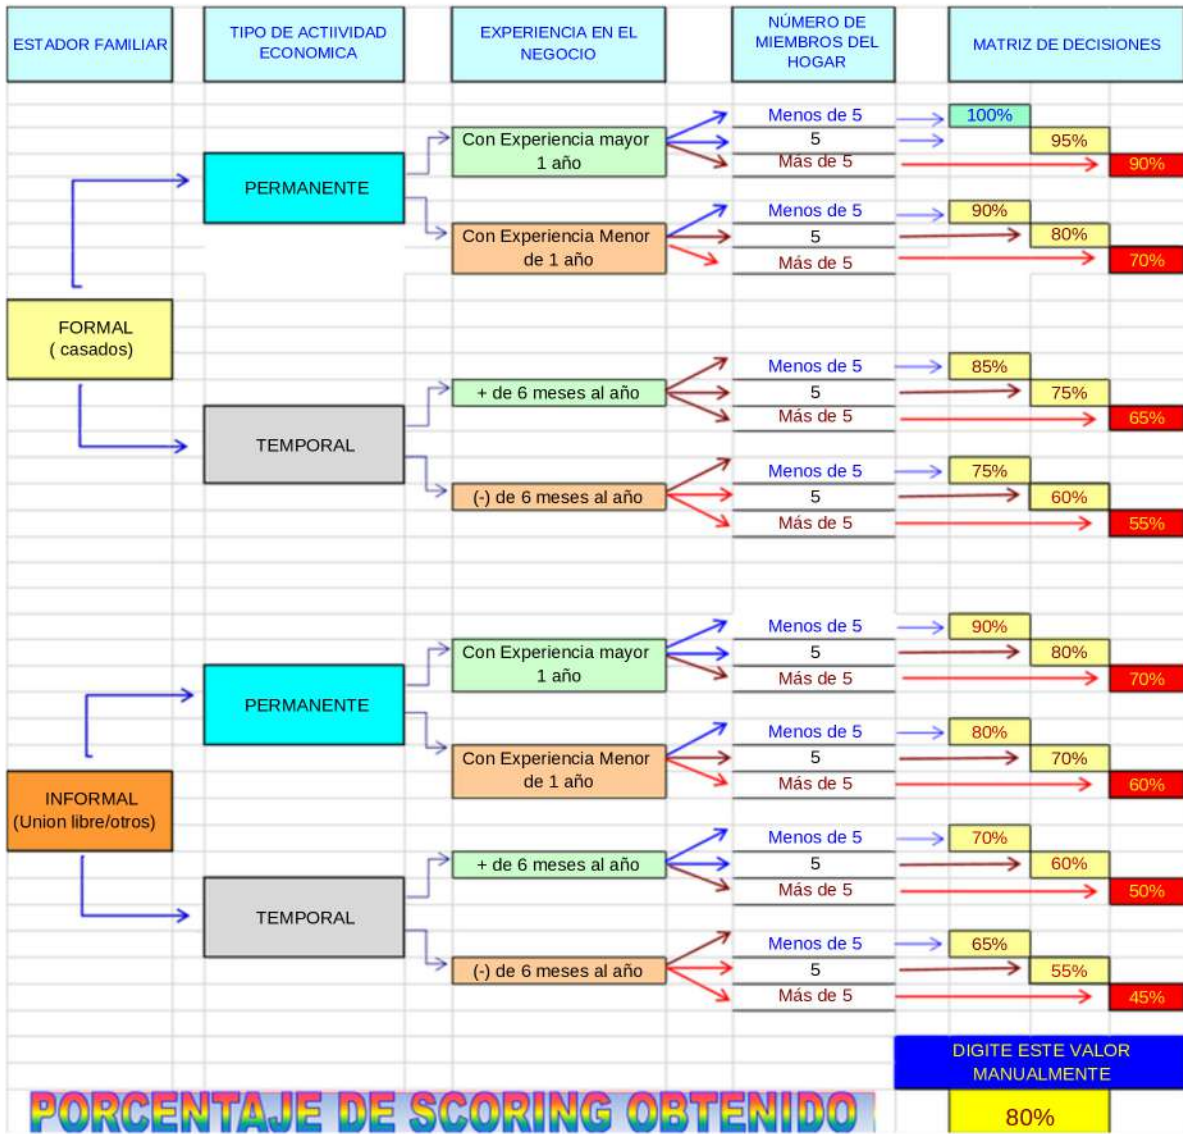 ESTADOR FAMILIAR
TIPO DE ACTIIVIDAD
ECONOMICA
EXPERIENCIA EN EL
NEGOCIO
NÚMERO DE
MIEMBROS DEL
HOGAR
MATRIZ DE DECISIONES
FORMAL
( casados)
PERMANENTE
Con Experiencia mayor
1 año
Menos de 5
100%
5
95%
Más de 5
90%
Con Experiencia Menor
de 1 año
Menos de 5
90%
5
80%
Más de 5
70%
TEMPORAL
+ de 6 meses al año
Menos de 5
85%
5
75%
Más de 5
65%
(-) de 6 meses al año
Menos de 5
75%
5
60%
Más de 5
55%
INFORMAL
(Union libre/otros)
PERMANENTE
Con Experiencia mayor
1 año
Menos de 5
90%
5
80%
Más de 5
70%
Con Experiencia Menor
de 1 año
Menos de 5
80%
5
70%
Más de 5
60%
TEMPORAL
+ de 6 meses al año
Menos de 5
70%
5
60%
Más de 5
50%
(-) de 6 meses al año
Menos de 5
65%
5
55%
Más de 5
45%
DIGITE ESTE VALOR
MANUALMENTE
PORCENTAJE DE SCORING OBTENIDO
80%